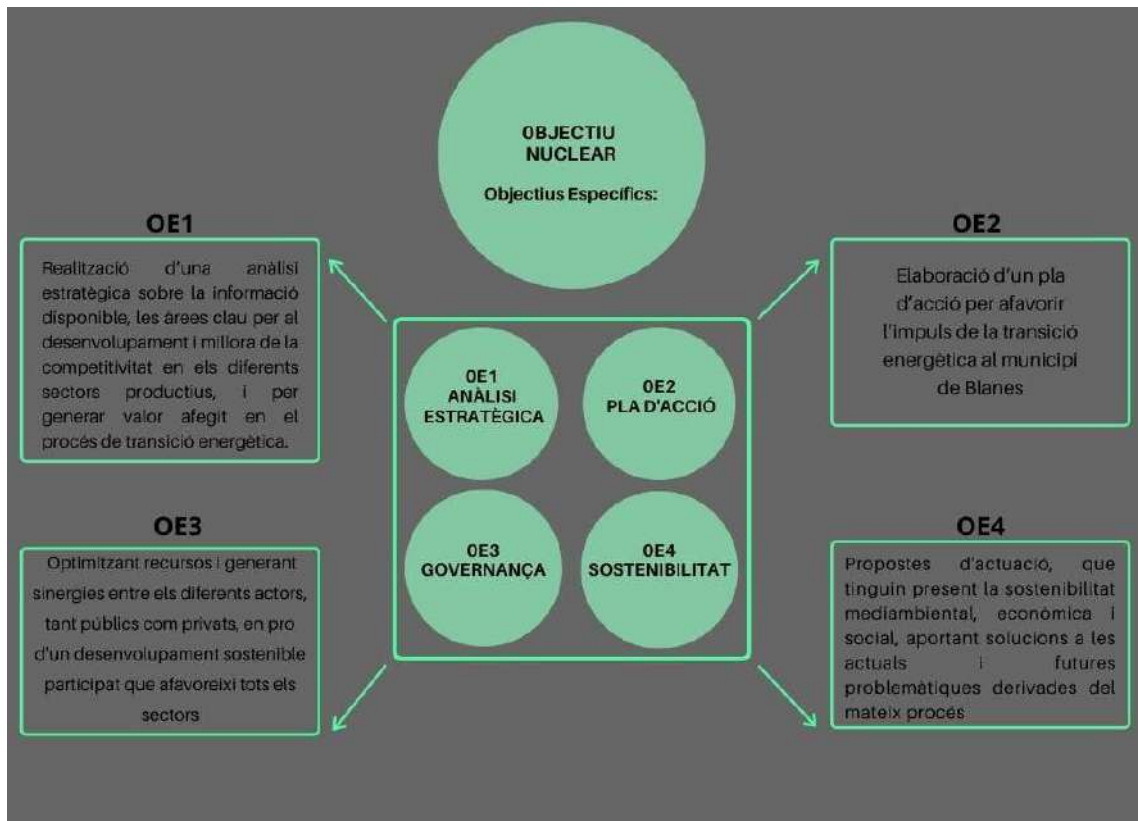 0BJECTIU
NUCLEAR
Objectius Específics:
OE1
Realització d'una anàlisi
estratègica sobre la informació
disponible, les àrees clau per al
desenvolupament i millora de la
competitivitat en els diferents
sectors productius, i per
generar valor afegit en el
procés de transició energètica.
OE2
Elaboració d'un pla
d'acció per afavorir
l'impuls de la transició
energètica al municipi
de Blanes
0E1
ANÀLISI
ESTRATÈGICA
0E2
PLA D'ACCIÓ
0E3
GOVERNANÇA
0E4
SOSTENIBILITAT
OE3
Optimitzant recursos i generant
sinergies entre els diferents actors,
tant públics com privats, en pro
d'un desenvolupament sostenible
participat que afavoreixi tots els
sectors
OE4
Propostes d'actuació, que
tinguin present la sostenibilitat
mediambiental, econòmica i
social, aportant solucions a les
actuals i futures
problemàtiques derivades del
mateix procés